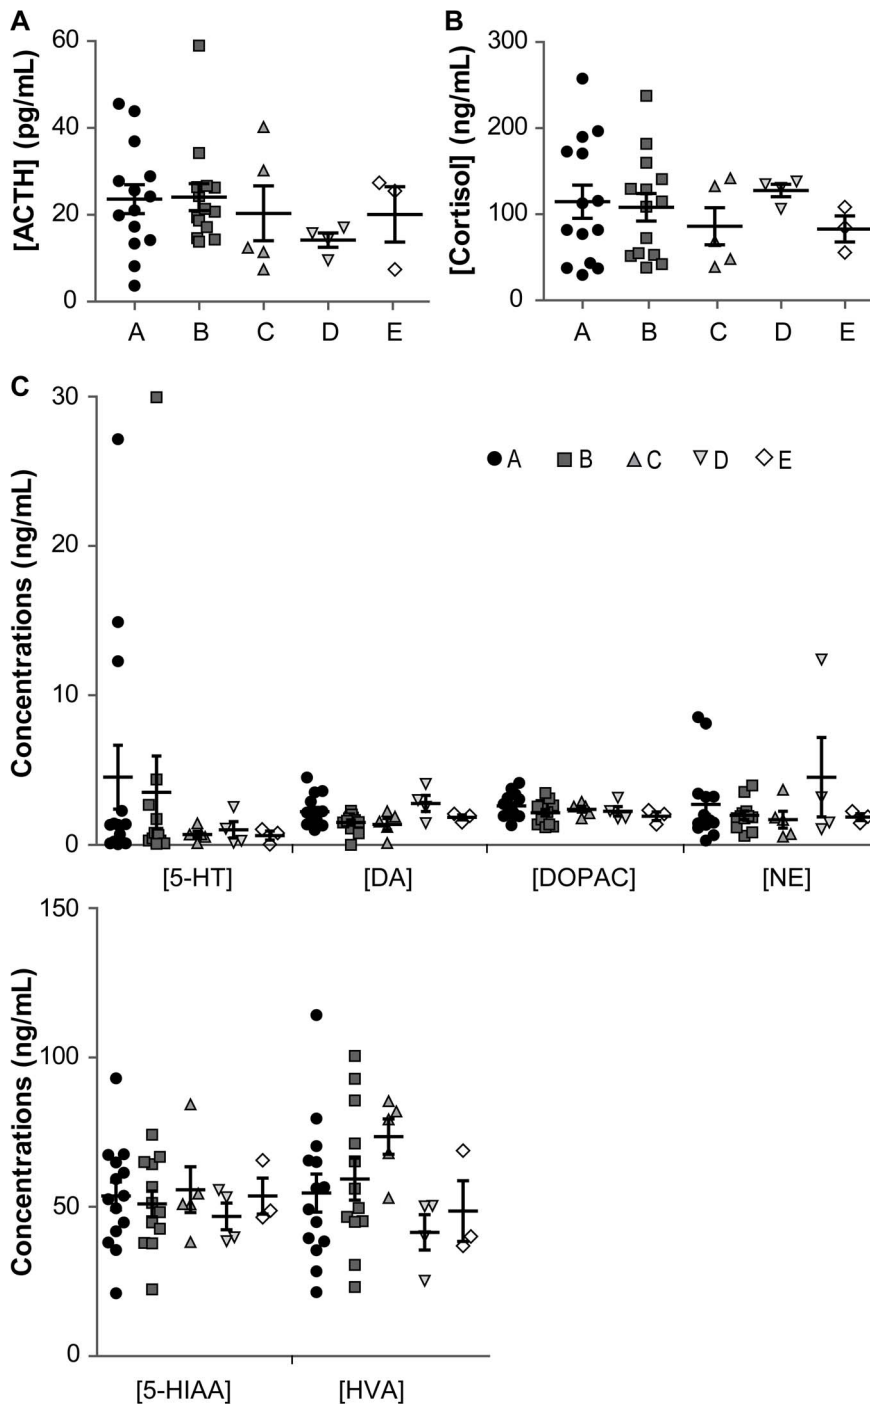 A
[ACTH] (pg/mL)
60
40
20
0
A B C D E
B
[Cortisol] (ng/mL)
300
200
100
0
A B C D E
C
Concentrations (ng/mL)
30
20
10
0
A B C D E
[5-HT] [DA] [DOPAC] [NE]
Concentrations (ng/mL)
150
100
50
0
[5-HIAA] [HVA]